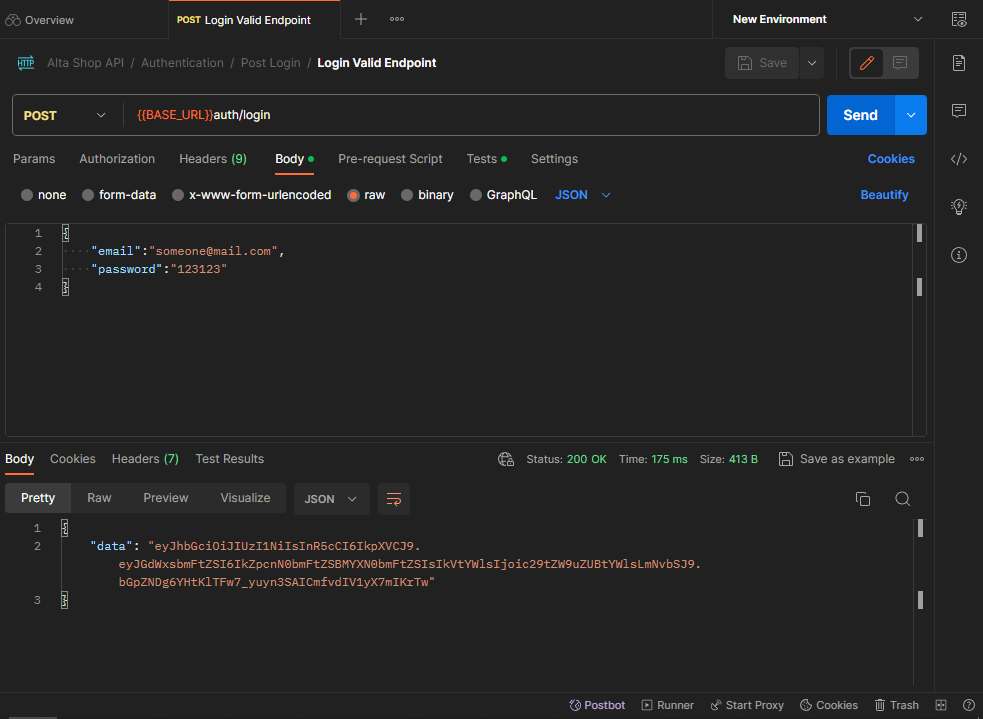 Overview
POST Login Valid Endpoint
New Environment
HTTP Alta Shop API / Authentication / Post Login / Login Valid Endpoint
Save
POST {{BASE_URL}}auth/login
Send
Params Authorization Headers (9) Body Pre-request Script Tests Settings Cookies
none form-data x-www-form-urlencoded raw binary GraphQL JSON Beautify
1 {
2 "email":"someone@mail.com",
3 "password":"123123"
4 }
Body Cookies Headers (7) Test Results Status: 200 OK Time: 175 ms Size: 413 B Save as example
Pretty Raw Preview Visualize JSON
1 {
2 "data": "eyJhbGciOiJIUzI1NiIsInR5cCI6IkpXVCJ9.
eyJGdWxsbmFtZSI6IkZpcnN0bmFtZSBMYXN0bmFtZSIsIkVtYWlsIjoic29tZW9uZUBtYWlsLmNvbSJ9.
bGpZNDg6YHtKlTFw7_yuyn3SAICmfvdIV1yX7mIKrTw"
3 }
Postbot Runner Start Proxy Cookies Trash